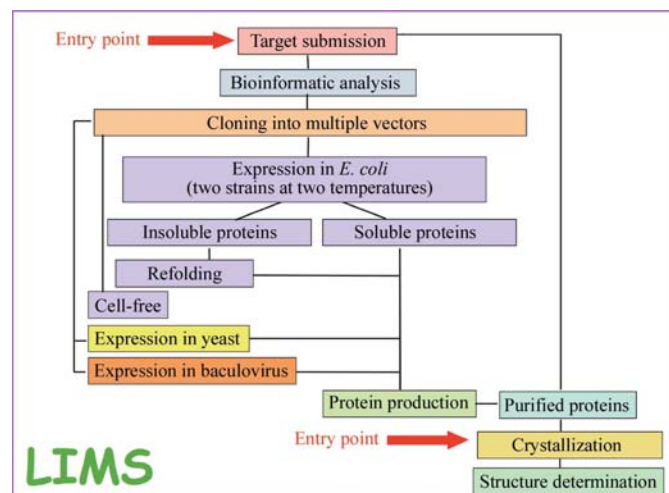 Entry point
Target submission
Bioinformatic analysis
Cloning into multiple vectors
Expression in E. coli
(two strains at two temperatures)
Insoluble proteins
Soluble proteins
Refolding
Cell-free
Expression in yeast
Expression in baculovirus
Protein production
Purified proteins
Entry point
Crystallization
LIMS
Structure determination